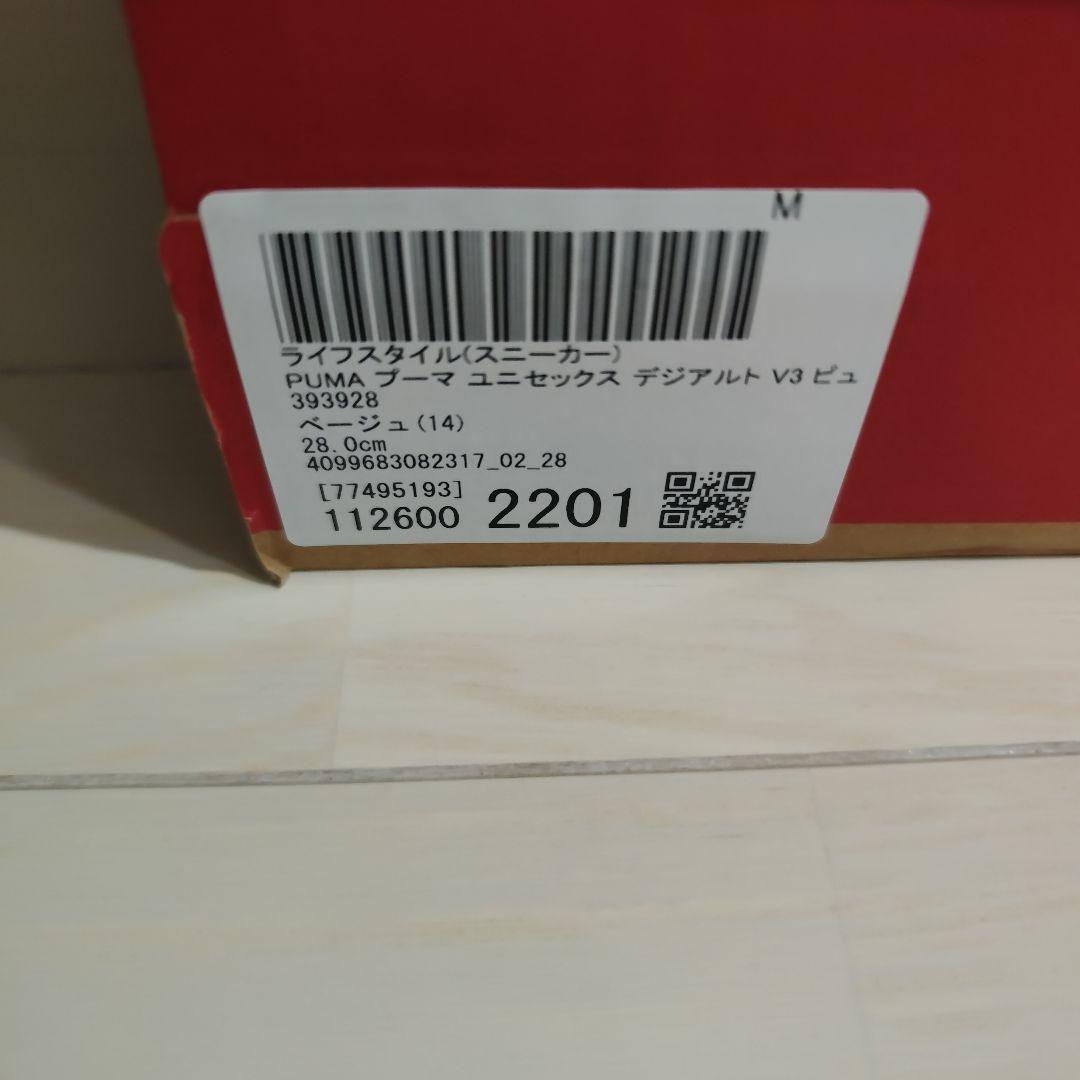 M
ライフスタイル(スニーカー)
PUMA プーマ ユニセックス デジアルト V3 ピュ
393928
ベージュ(14)
28.0cm
4099683082317_02_28
[77495193]
112600 2201